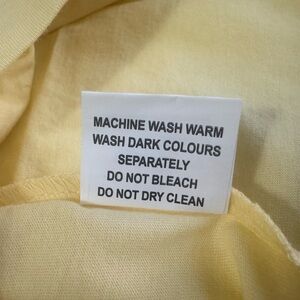 MACHINE WASH WARM
WASH DARK COLOURS
SEPARATELY
DO NOT BLEACH
DO NOT DRY CLEAN